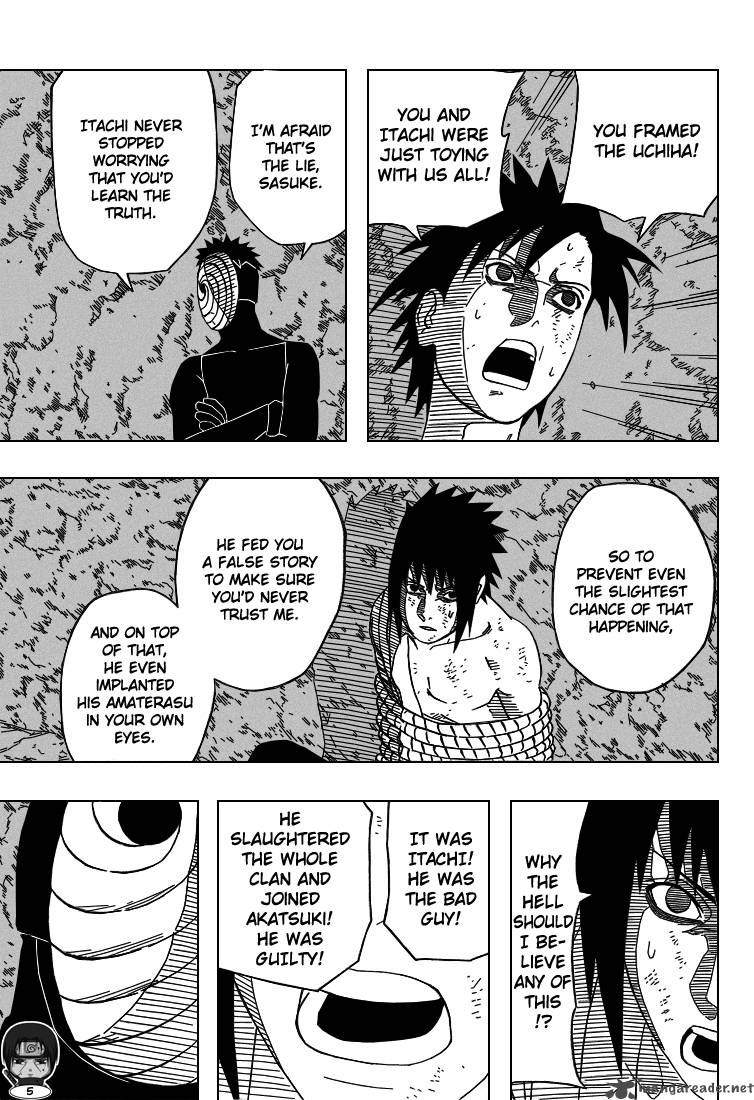 YOU FRAMED
THE UCHIHA!
YOU AND
ITACHI WERE
JUST TOYING
WITH US ALL!
I'M AFRAID
THAT'S
THE LIE,
SASUKE.
ITACHI NEVER
STOPPED
WORRYING
THAT YOU'D
LEARN THE
TRUTH.
SO TO
PREVENT EVEN
THE SLIGHTEST
CHANCE OF THAT
HAPPENING,
HE FED YOU
A FALSE STORY
TO MAKE SURE
YOU'D NEVER
TRUST ME.
AND ON TOP
OF THAT,
HE EVEN
IMPLANTED
HIS AMATERASU
IN YOUR OWN
EYES.
WHY
THE
HELL
SHOULD
I BE-
LIEVE
ANY OF
THIS
!?
IT WAS
ITACHI!
HE WAS
THE BAD
GUY!
HE
SLAUGHTERED
THE WHOLE
CLAN AND
JOINED
AKATSUKI!
HE WAS
GUILTY!
5
mangareader.net